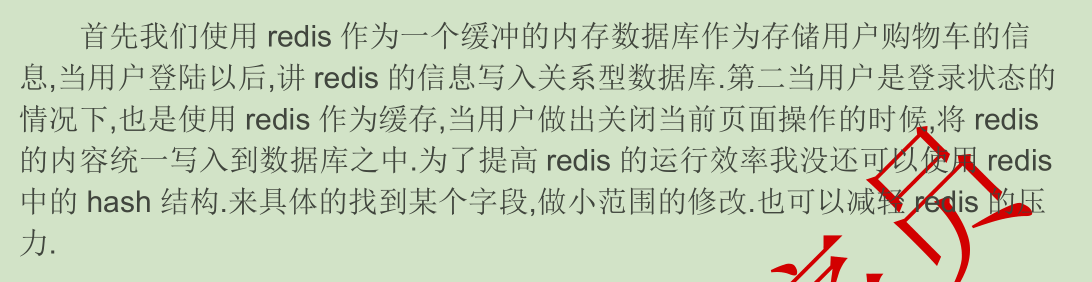 首先我们使用 redis 作为一个缓冲的内存数据库作为存储用户购物车的信
息,当用户登陆以后,讲 redis 的信息写入关系型数据库.第二当用户是登录状态的
情况下,也是使用 redis 作为缓存,当用户做出关闭当前页面操作的时候,将 redis
的内容统一写入到数据库之中.为了提高 redis 的运行效率我没还可以使用 redis
中的 hash 结构.来具体的找到某个字段,做小范围的修改.也可以减轻 redis 的压
力.